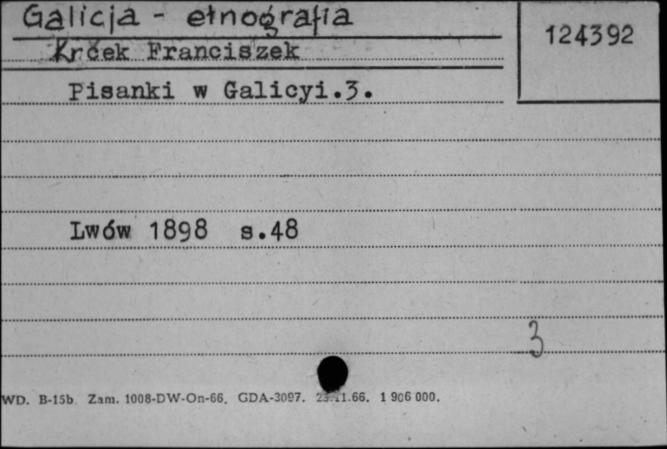 Galicja - etnografia
124392
Krček Franciszek
Pisanki w Galicyi.3.
Lwów 1898 s.48
3
WD. B-15b. Zam. 1008-DW-On-66. GDA-3097. 11.66. 1 906 000.